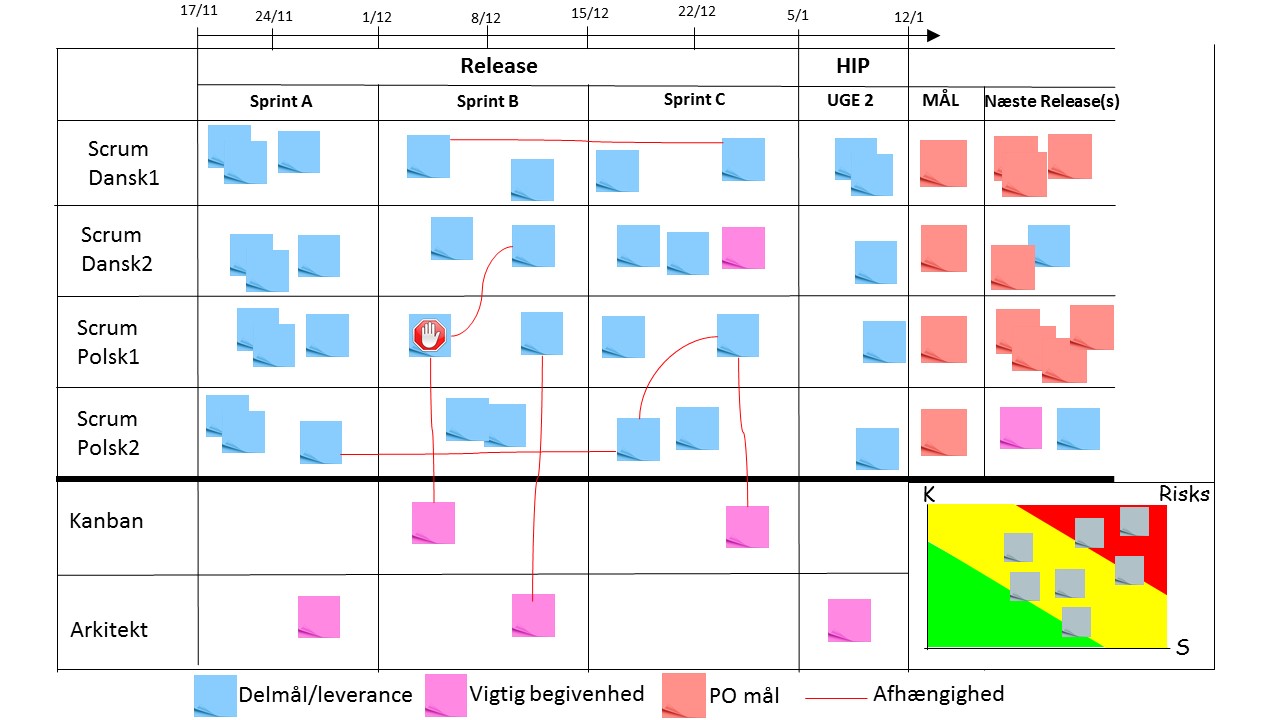 17/11 24/11 1/12 8/12 15/12 22/12 5/1 12/1
Release HIP
Sprint A Sprint B Sprint C UGE 2 MÅL Næste Release(s)
Scrum
Dansk1
Scrum
Dansk2
Scrum
Polsk1
Scrum
Polsk2
Kanban
K Risks
Arkitekt
S
Delmål/leverance Vigtig begivenhed PO mål Afhængighed